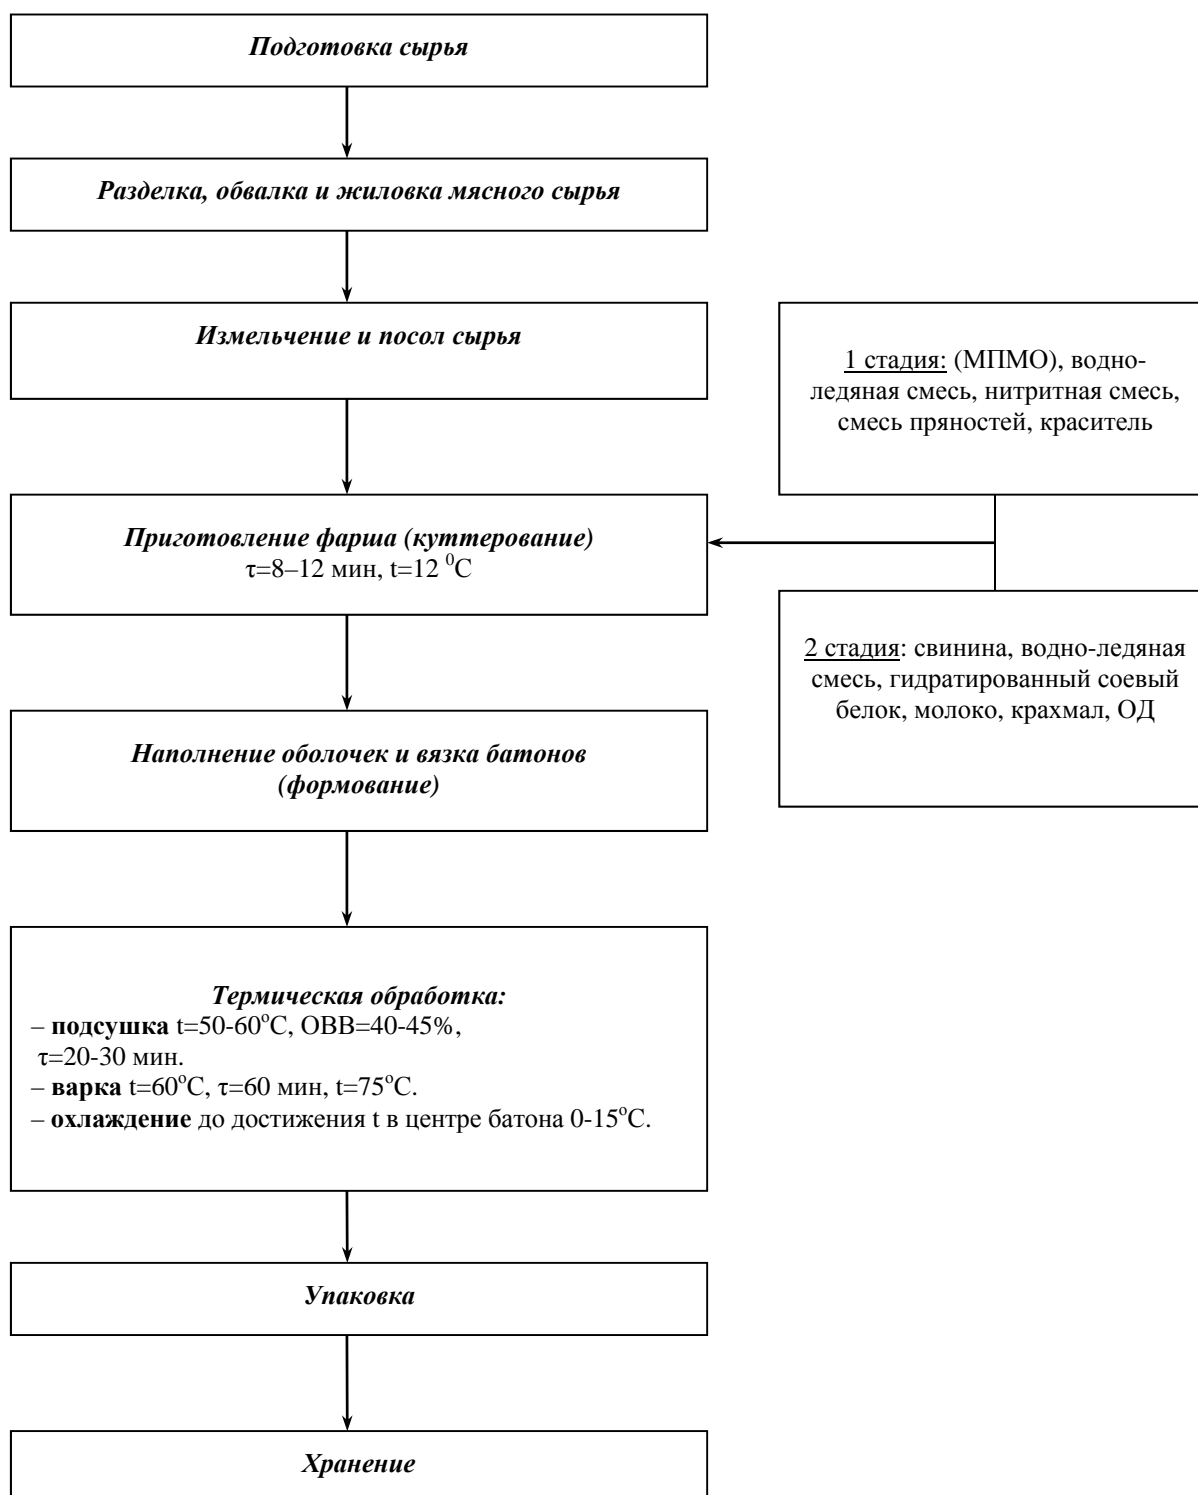 Подготовка сырья
Разделка, обвалка и жиловка мясного сырья
Измельчение и посол сырья
1 стадия: (МПМО), водно-
ледяная смесь, нитритная смесь,
смесь пряностей, краситель
Приготовление фарша (куттерование)
τ=8–12 мин, t=12 ⁰С
2 стадия: свинина, водно-ледяная
смесь, гидратированный соевый
белок, молоко, крахмал, ОД
Наполнение оболочек и вязка батонов
(формование)
Термическая обработка:
– подсушка t=50-60°С, ОВВ=40-45%,
τ=20-30 мин.
– варка t=60°С, τ=60 мин, t=75°С.
– охлаждение до достижения t в центре батона 0-15°С.
Упаковка
Хранение